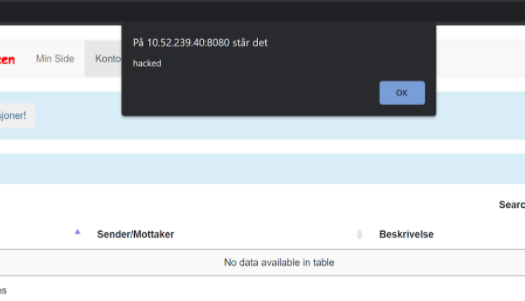 På 10.52.239.40:8080 står det
hacked
OK
en Min Side Konto
sjoner!
Searc
Sender/Mottaker Beskrivelse
No data available in table
es